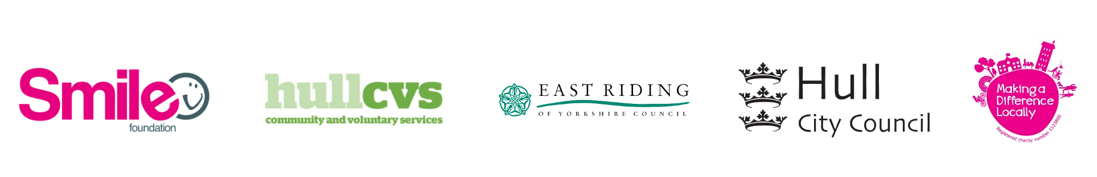 Smile
foundation
hullcvs
community and voluntary services
EAST RIDING
OF YORKSHIRE COUNCIL
Hull
City Council
Making a
Difference
Locally